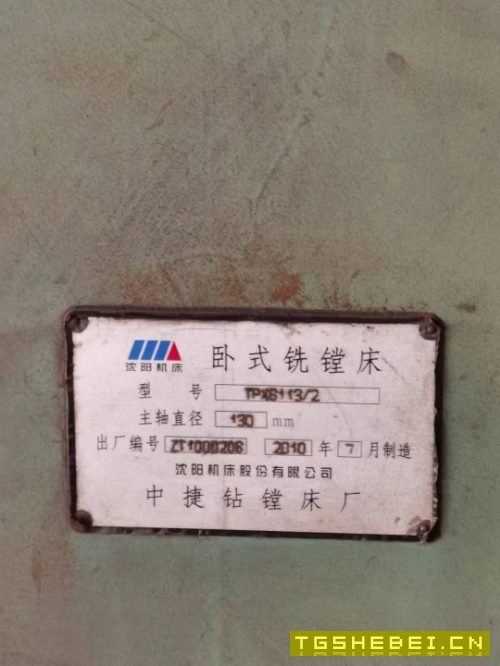 沈阳机床
卧式铣镗床
型 号 TPX6113/2
主轴直径 130 mm
出厂编号 ZT1000206 2010 年 7 月制造
沈阳机床股份有限公司
中捷钻镗床厂
TGSHEBEI.CN